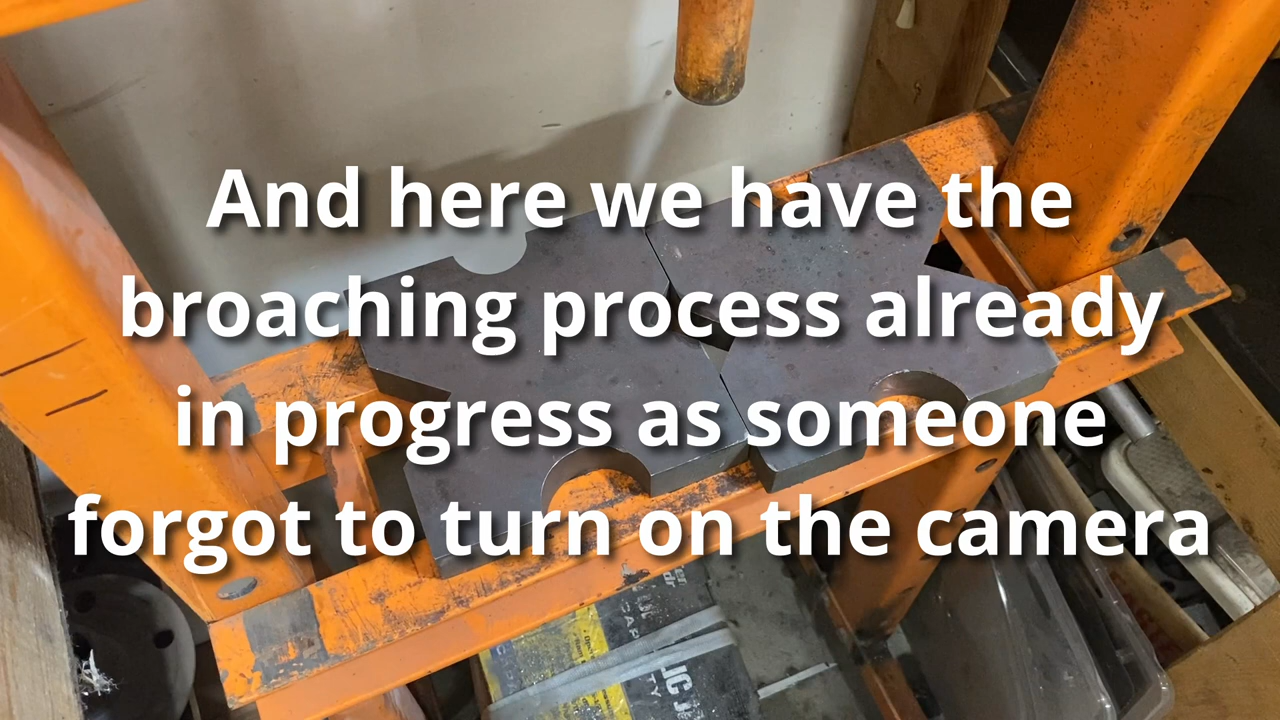 And here we have the
broaching process already
in progress as someone
forgot to turn on the camera